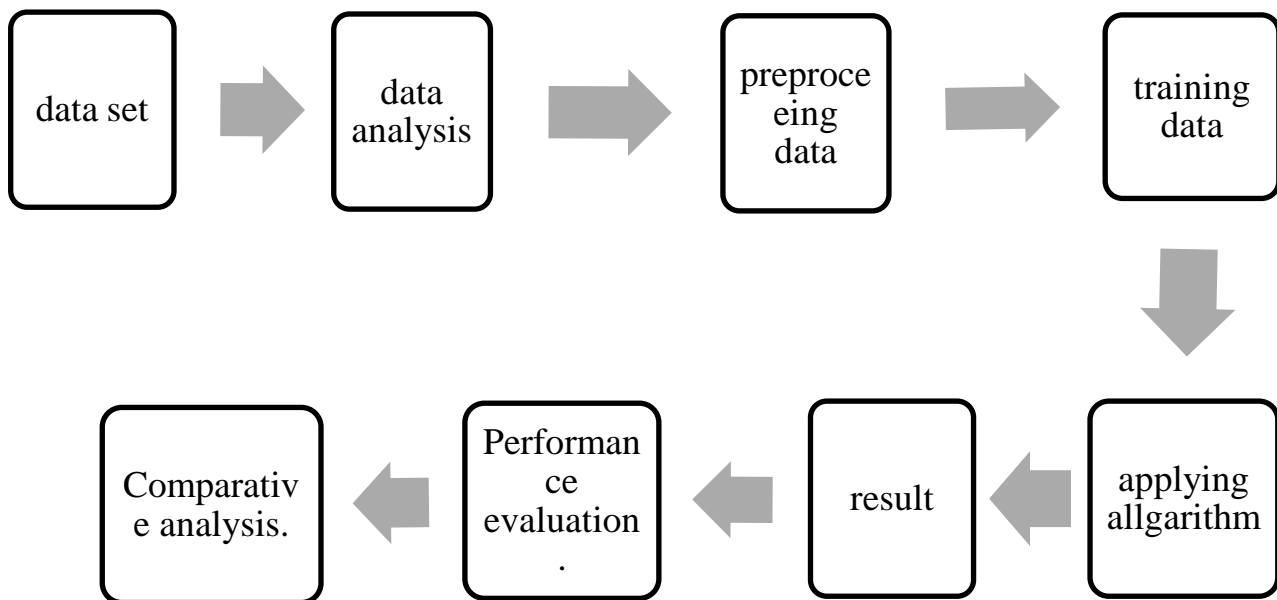 data set
data
analysis
preproce
eing
data
training
data
applying
allgarithm
result
Performan
ce
evaluation
.
Comparativ
e analysis.